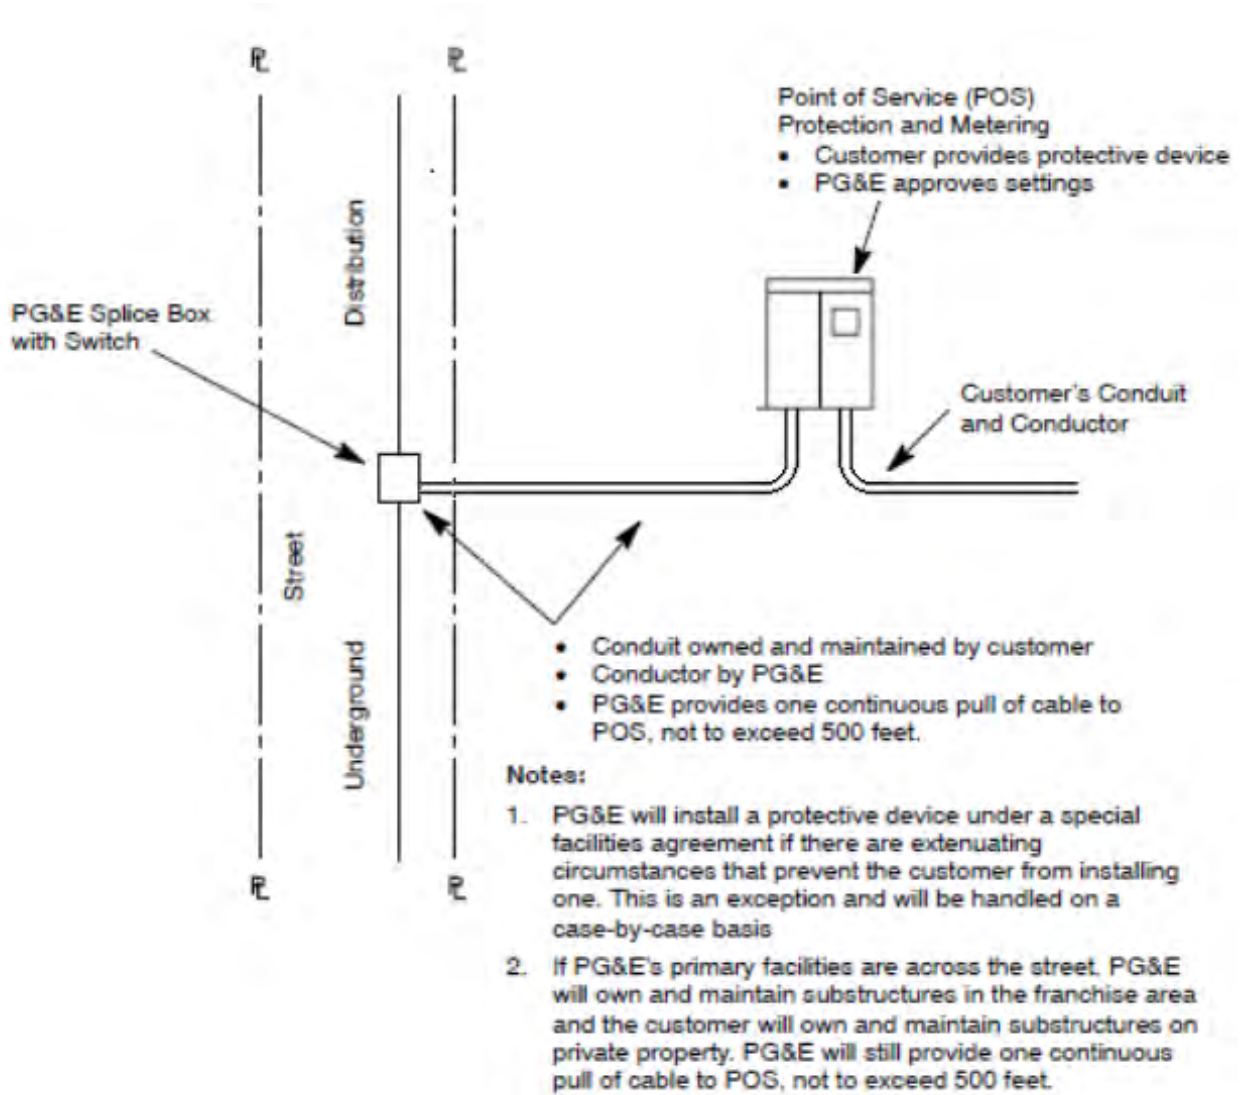 PL
PL
Point of Service (POS)
Protection and Metering
• Customer provides protective device
• PG&E approves settings
Distribution
PG&E Splice Box
with Switch
Customer's Conduit
and Conductor
Street
Underground
• Conduit owned and maintained by customer
• Conductor by PG&E
• PG&E provides one continuous pull of cable to
POS, not to exceed 500 feet.
Notes:
1. PG&E will install a protective device under a special
facilities agreement if there are extenuating
circumstances that prevent the customer from installing
one. This is an exception and will be handled on a
case-by-case basis
PL
PL
2. If PG&E's primary facilities are across the street, PG&E
will own and maintain substructures in the franchise area
and the customer will own and maintain substructures on
private property. PG&E will still provide one continuous
pull of cable to POS, not to exceed 500 feet.